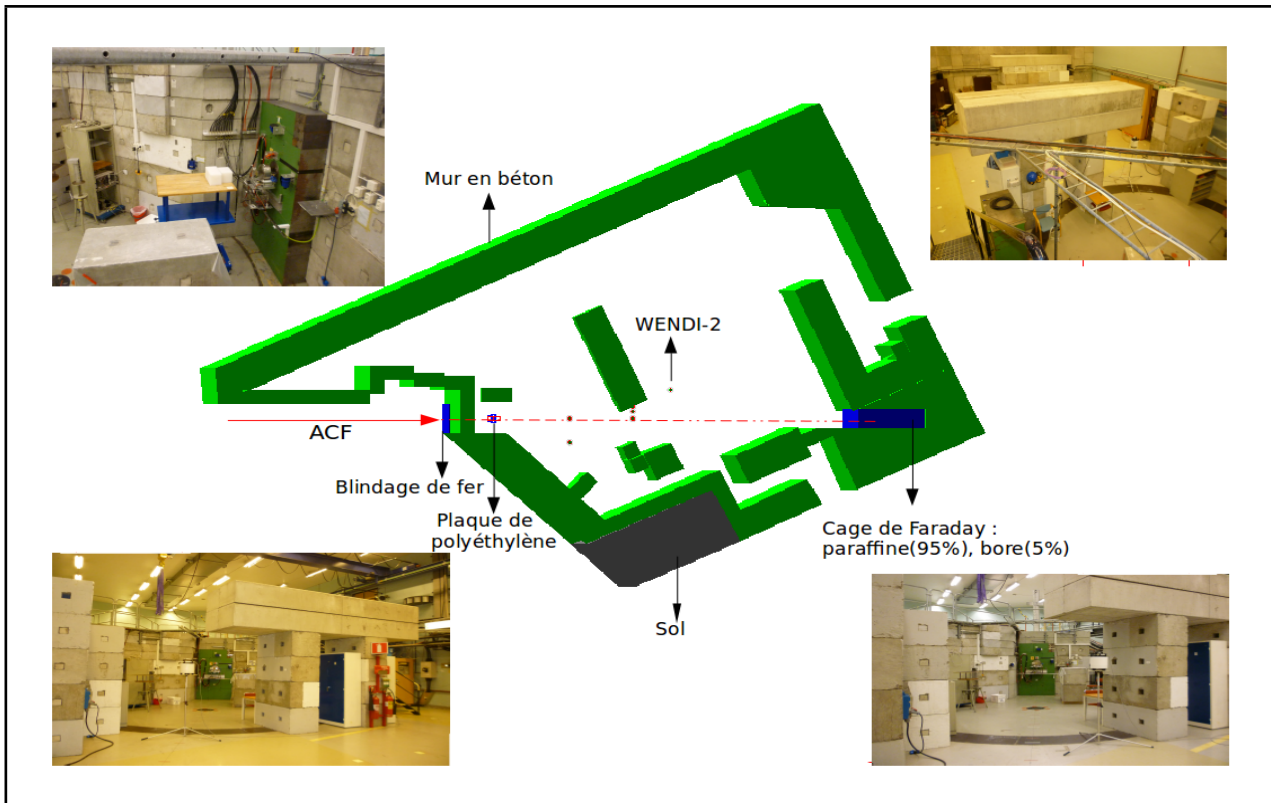 Mur en béton
WENDI-2
ACF
Blindage de fer
Plaque de
polyéthylène
Cage de Faraday :
paraffine(95%), bore(5%)
Sol